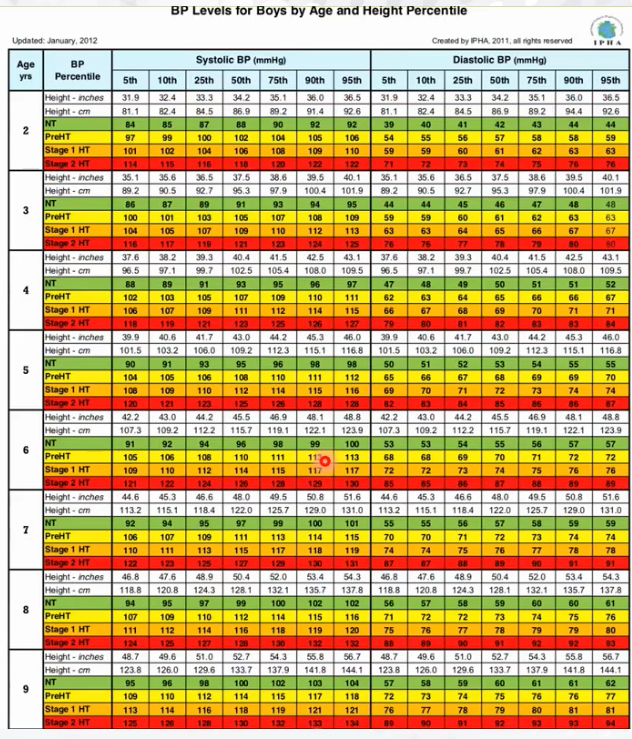 BP Levels for Boys by Age and Height Percentile
Updated: January, 2012
Created by IPHA, 2011, all rights reserved
IPHA
Age yrs BP Percentile Systolic BP (mmHg) Diastolic BP (mmHg)
5th 10th 25th 50th 75th 90th 95th 5th 10th 25th 50th 75th 90th 95th
2
Height - inches 31.9 32.4 33.3 34.2 35.1 36.0 36.5 31.9 32.4 33.3 34.2 35.1 36.0 36.5
Height - cm 81.1 82.4 84.5 86.9 89.2 91.4 92.6 81.1 82.4 84.5 86.9 89.2 94.4 92.6
NT 84 85 87 88 90 92 92 39 40 41 42 43 44 44
PreHT 97 99 100 102 104 105 106 54 55 56 57 58 58 59
Stage 1 HT 101 102 104 106 108 109 110 59 59 60 61 62 63 63
Stage 2 HT 114 115 116 118 120 122 122 71 72 73 74 75 76 76
3
Height - inches 35.1 35.6 36.5 37.5 38.6 39.5 40.1 35.1 35.6 36.5 37.5 38.6 39.5 40.1
Height - cm 89.2 90.5 92.7 95.3 97.9 100.4 101.9 89.2 90.5 92.7 95.3 97.9 100.4 101.9
NT 86 87 89 91 93 94 95 44 44 45 46 47 48 48
PreHT 100 101 103 105 107 108 109 59 59 60 61 62 63 63
Stage 1 HT 104 105 107 109 110 112 113 63 63 64 65 66 67 67
Stage 2 HT 116 117 119 121 123 124 125 76 76 77 78 79 80 80
4
Height - inches 37.6 38.2 39.3 40.4 41.5 42.5 43.1 37.6 38.2 39.3 40.4 41.5 42.5 43.1
Height - cm 96.5 97.1 99.7 102.5 105.4 108.0 109.5 96.5 97.1 99.7 102.5 105.4 108.0 109.5
NT 88 89 91 93 95 96 97 47 48 49 50 51 51 52
PreHT 102 103 105 107 109 110 111 62 63 64 65 66 66 67
Stage 1 HT 106 107 109 111 112 114 115 66 67 68 69 70 71 71
Stage 2 HT 118 119 121 123 125 126 127 79 80 81 82 83 83 84
5
Height - inches 39.9 40.6 41.7 43.0 44.2 45.3 46.0 39.9 40.6 41.7 43.0 44.2 45.3 46.0
Height - cm 101.5 103.2 106.0 109.2 112.3 115.1 116.8 101.5 103.2 106.0 109.2 112.3 115.1 116.8
NT 90 91 93 95 96 98 98 50 51 52 53 54 55 55
PreHT 104 105 106 108 110 111 112 65 66 67 68 69 69 70
Stage 1 HT 108 109 110 112 114 115 116 69 70 71 72 73 74 74
Stage 2 HT 120 121 123 125 126 128 128 82 83 84 85 86 86 87
6
Height - inches 42.2 43.0 44.2 45.5 46.9 48.1 48.8 42.2 43.0 44.2 45.5 46.9 48.1 48.8
Height - cm 107.3 109.2 112.2 115.7 119.1 122.1 123.9 107.3 109.2 112.2 115.7 119.1 122.1 123.9
NT 91 92 94 96 98 99 100 53 53 54 55 56 57 57
PreHT 105 106 108 110 111 113 68 68 69 70 71 72 72
Stage 1 HT 109 110 112 114 115 117 117 72 72 73 74 75 76 76
Stage 2 HT 121 122 124 126 128 129 130 85 85 86 87 88 89 89
7
Height - inches 44.6 45.3 46.6 48.0 49.5 50.8 51.6 44.6 45.3 46.6 48.0 49.5 50.8 51.6
Height - cm 113.2 115.1 118.4 122.0 125.7 129.0 131.0 113.2 115.1 118.4 122.0 125.7 129.0 131.0
NT 92 94 95 97 99 100 101 55 55 56 57 58 59 59
PreHT 106 107 109 111 113 114 115 70 70 71 72 73 74 74
Stage 1 HT 110 111 113 115 117 118 119 74 74 75 76 77 78 78
Stage 2 HT 122 123 125 127 129 130 131 87 87 88 89 90 91 91
8
Height - inches 46.8 47.6 48.9 50.4 52.0 53.4 54.3 46.8 47.6 48.9 50.4 52.0 53.4 54.3
Height - cm 118.8 120.8 124.3 128.1 132.1 135.7 137.8 118.8 120.8 124.3 128.1 132.1 135.7 137.8
NT 94 95 97 99 100 102 102 56 57 58 59 60 60 61
PreHT 107 109 110 112 114 115 116 71 72 72 73 74 75 76
Stage 1 HT 111 112 114 116 118 119 120 75 76 77 78 79 79 80
Stage 2 HT 124 125 127 128 130 132 132 88 89 90 91 92 92 93
9
Height - inches 48.7 49.6 51.0 52.7 54.3 55.8 56.7 48.7 49.6 51.0 52.7 54.3 55.8 56.7
Height - cm 123.8 126.0 129.6 133.7 137.9 141.8 144.1 123.8 126.0 129.6 133.7 137.9 141.8 144.1
NT 95 96 98 100 102 103 104 57 58 59 60 61 61 62
PreHT 109 110 112 114 115 117 118 72 73 74 75 76 76 77
Stage 1 HT 113 114 116 118 119 121 121 76 77 78 79 80 81 81
Stage 2 HT 125 126 128 130 132 133 134 89 90 91 92 93 93 94